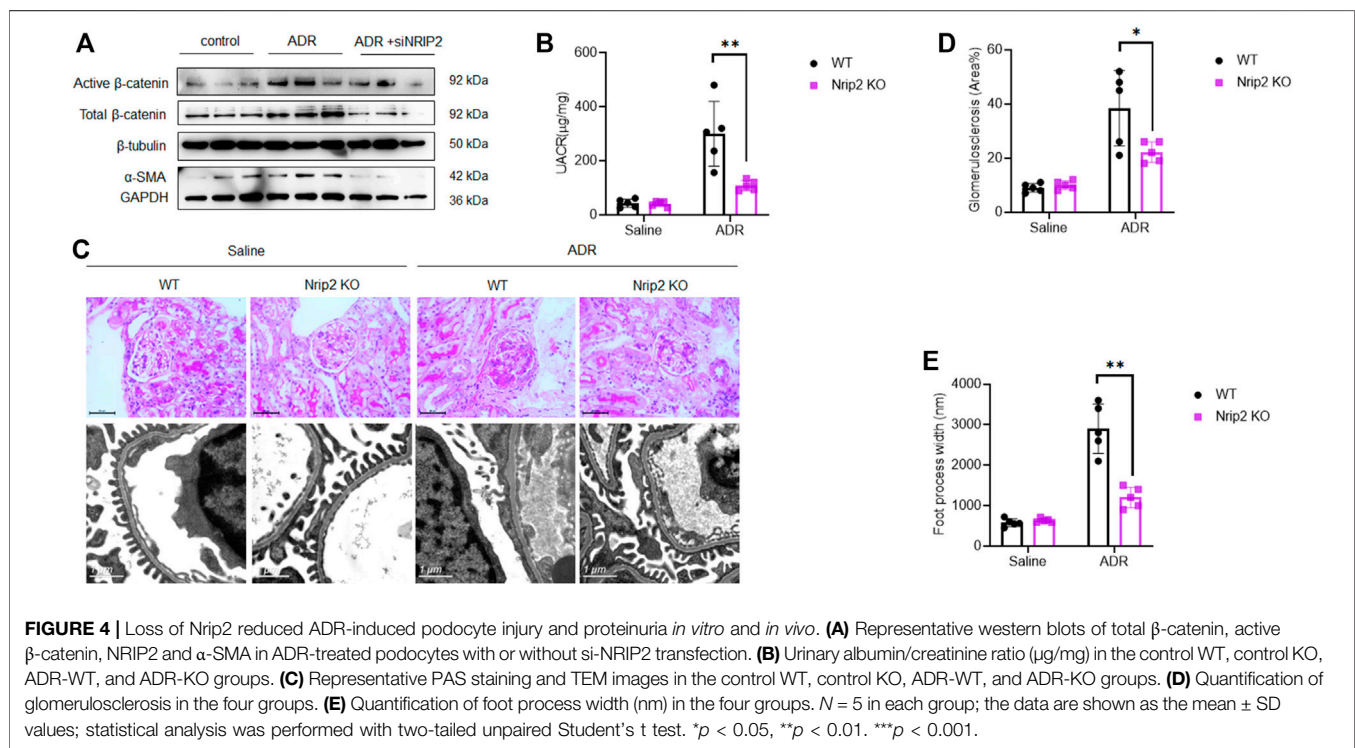 A
control ADR ADR +siNRIP2
Active β-catenin 92 kDa
Total β-catenin 92 kDa
β-tubulin 50 kDa
α-SMA 42 kDa
GAPDH 36 kDa
B
UACR(μg/mg)
600
400
200
0
**
Saline ADR
WT
Nrip2 KO
D
Glomerulosclerosis (Area%)
60
40
20
0
*
Saline ADR
WT
Nrip2 KO
C
Saline ADR
WT Nrip2 KO WT Nrip2 KO
1 μm 1 μm 1 μm 1 μm
E
Foot process width (nm)
4000
3000
2000
1000
0
**
Saline ADR
WT
Nrip2 KO
FIGURE 4 | Loss of Nrip2 reduced ADR-induced podocyte injury and proteinuria in vitro and in vivo. (A) Representative western blots of total β-catenin, active
β-catenin, NRIP2 and α-SMA in ADR-treated podocytes with or without si-NRIP2 transfection. (B) Urinary albumin/creatinine ratio (μg/mg) in the control WT, control KO,
ADR-WT, and ADR-KO groups. (C) Representative PAS staining and TEM images in the control WT, control KO, ADR-WT, and ADR-KO groups. (D) Quantification of
glomerulosclerosis in the four groups. (E) Quantification of foot process width (nm) in the four groups. N = 5 in each group; the data are shown as the mean ± SD
values; statistical analysis was performed with two-tailed unpaired Student's t test. *p < 0.05, **p < 0.01. ***p < 0.001.